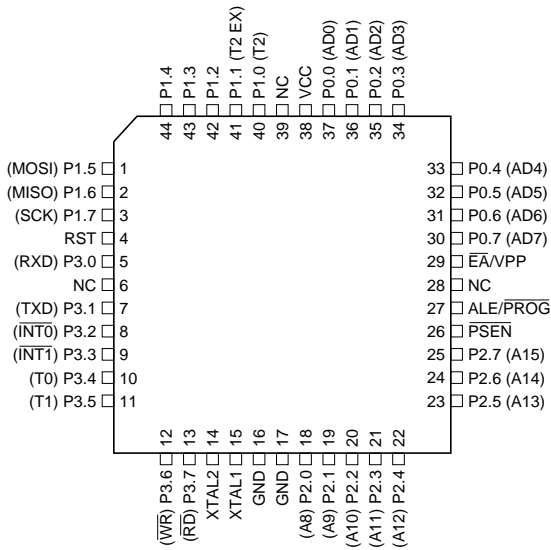 P1.4
P1.3
P1.2
P1.1 (T2 EX)
P1.0 (T2)
NC
VCC
P0.0 (AD0)
P0.1 (AD1)
P0.2 (AD2)
P0.3 (AD3)
44
43
42
41
40
39
38
37
36
35
34
(MOSI) P1.5 1
(MISO) P1.6 2
(SCK) P1.7 3
RST 4
(RXD) P3.0 5
NC 6
(TXD) P3.1 7
(INT0) P3.2 8
(INT1) P3.3 9
(T0) P3.4 10
(T1) P3.5 11
33 P0.4 (AD4)
32 P0.5 (AD5)
31 P0.6 (AD6)
30 P0.7 (AD7)
29 EA/VPP
28 NC
27 ALE/PROG
26 PSEN
25 P2.7 (A15)
24 P2.6 (A14)
23 P2.5 (A13)
12
13
14
15
16
17
18
19
20
21
22
(WR) P3.6
(RD) P3.7
XTAL2
XTAL1
GND
GND
(A8) P2.0
(A9) P2.1
(A10) P2.2
(A11) P2.3
(A12) P2.4